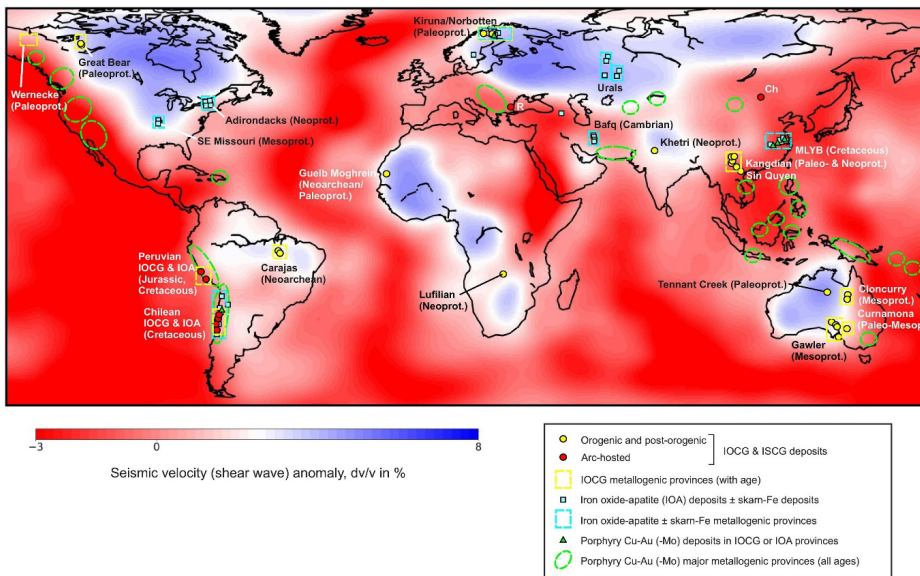 Kiruna/Norbotten
(Paleoprot.)
Great Bear
(Paleoprot.)
Wernecke
(Paleoprot.)
Adirondacks (Neoprot.)
SE Missouri (Mesoprot.)
Urals
R
Ch
Bafq (Cambrian)
Khetri (Neoprot.)
MLYB (Cretaceous)
Kangdian (Paleo- & Neoprot.)
Sin Quyen
Guelb Moghrein
(Neoarchean/
Paleoprot.)
Peruvian
IOCG & IOA
(Jurassic,
Cretaceous)
Carajas
(Neoarchean)
Lufilian
(Neoprot.)
Chilean
IOCG & IOA
(Cretaceous)
Tennant Creek (Paleoprot.)
Cloncurry
(Mesoprot.)
Curnamona
(Paleo-Mesop
Gawler
(Mesoprot.)
−3
8
Seismic velocity (shear wave) anomaly, dv/v in %
Orogenic and post-orogenic
Arc-hosted
IOCG & ISCG deposits
IOCG metallogenic provinces (with age)
Iron oxide-apatite (IOA) deposits ± skarn-Fe deposits
Iron oxide-apatite ± skarn-Fe metallogenic provinces
Porphyry Cu-Au (-Mo) deposits in IOCG or IOA provinces
Porphyry Cu-Au (-Mo) major metallogenic provinces (all ages)